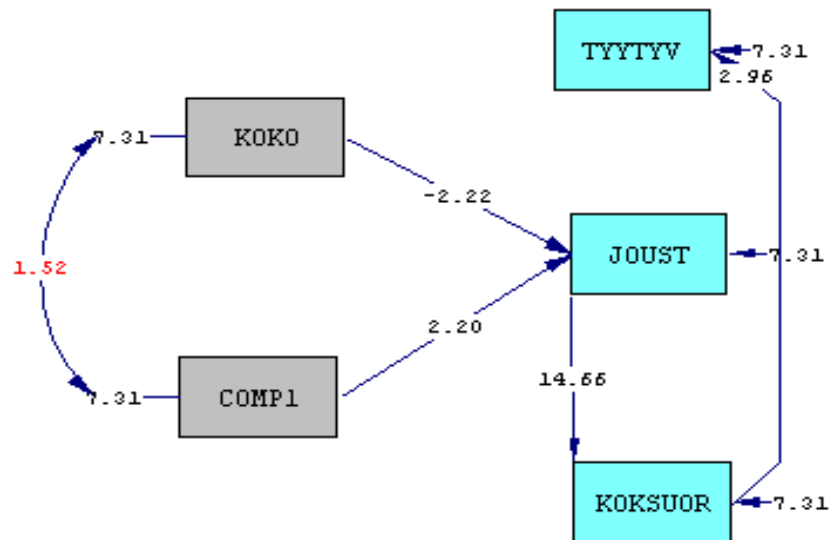 TYYTYV
7.31
2.96
7.31
KOKO
-2.22
1.52
JOUST
7.31
2.20
14.66
7.31
COMP1
KOKSUOR
7.31